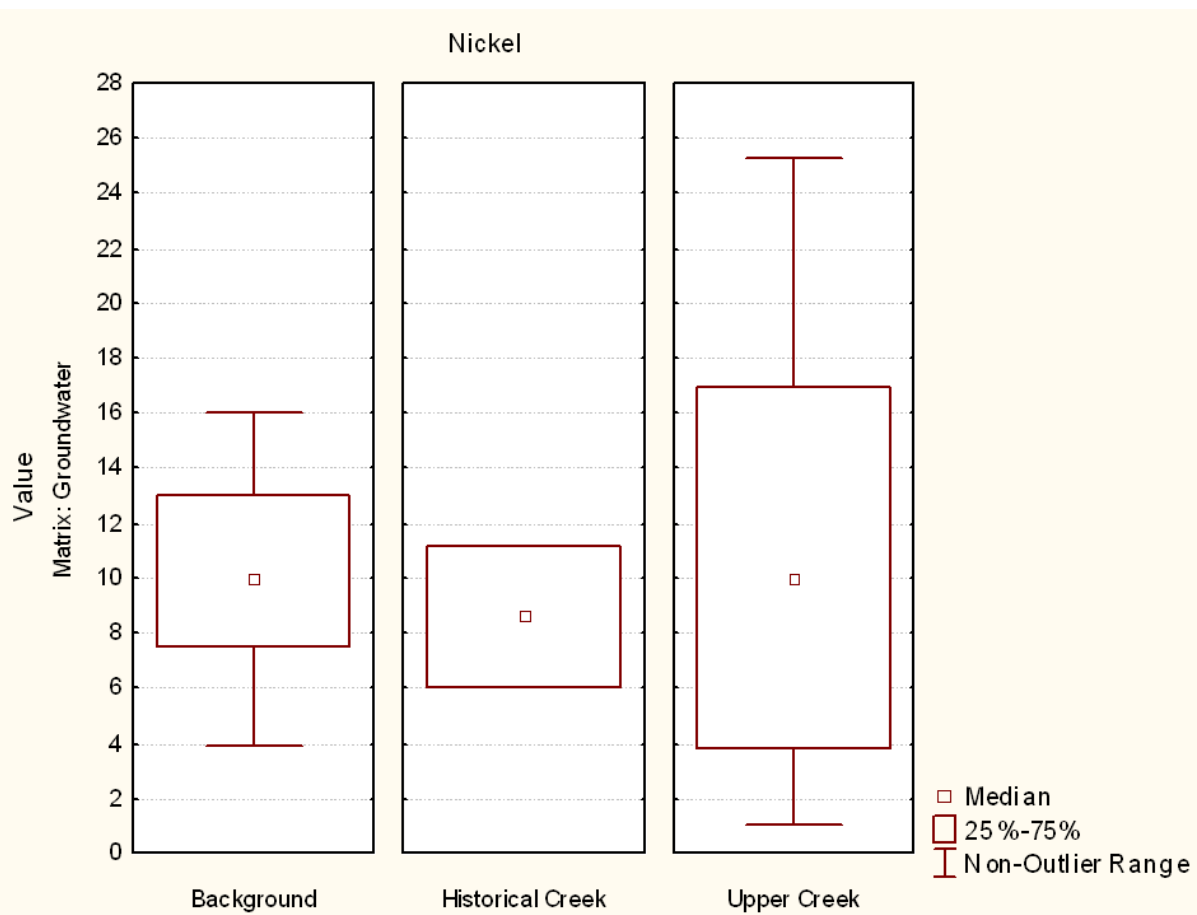 Nickel
28
26
24
22
20
18
16
14
12
10
8
6
4
2
0
Value
Matrix: Groundwater
Background
Historical Creek
Upper Creek
Median
25%-75%
Non-Outlier Range